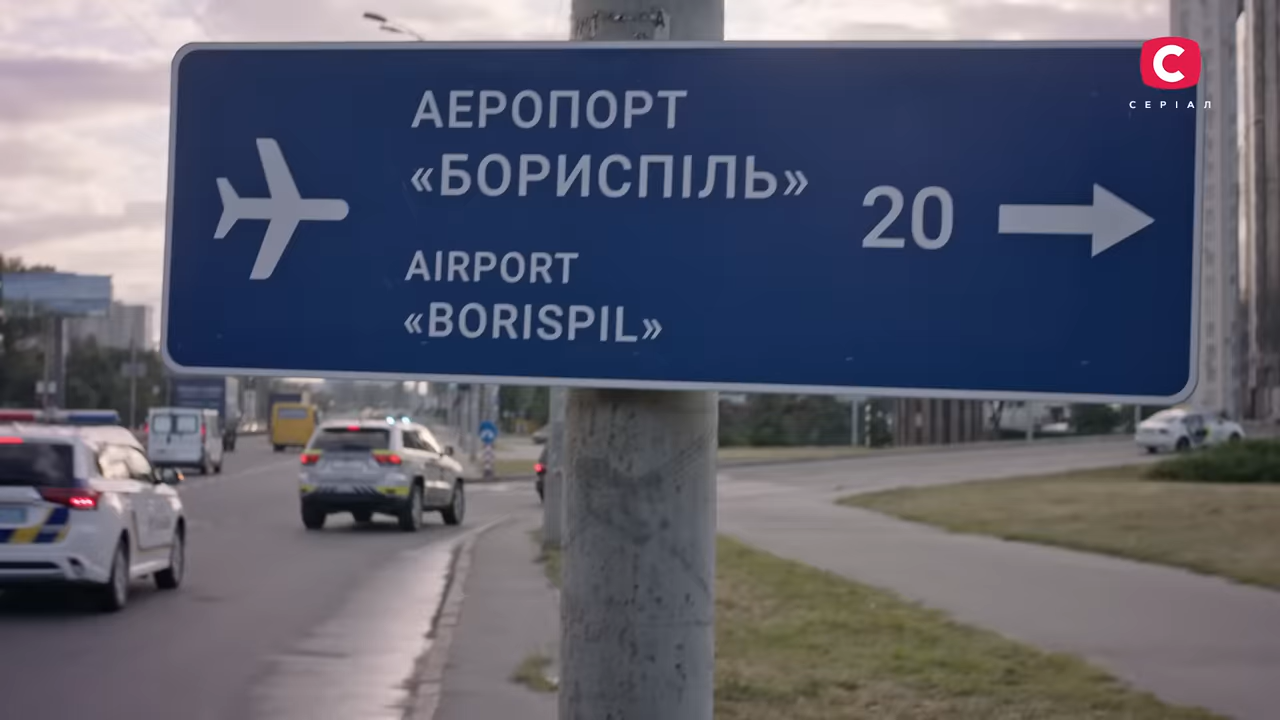 АЕРОПОРТ
«БОРИСПІЛЬ»
20
AIRPORT
«BORISPIL»
C
СЕРІАЛ